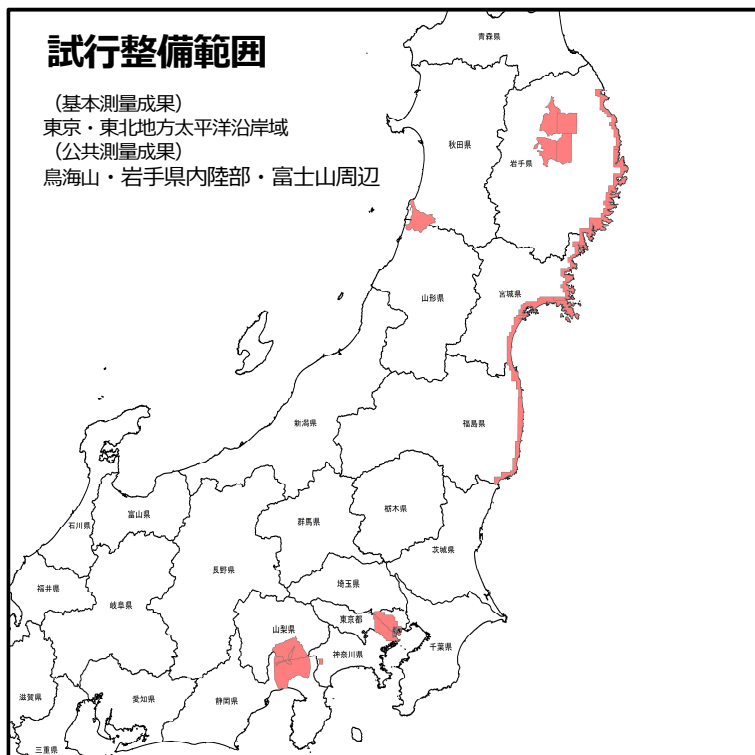 試行整備範囲
(基本測量成果)
東京・東北地方太平洋沿岸域
(公共測量成果)
鳥海山・岩手県内陸部・富士山周辺
青森県
秋田県
岩手県
山形県
宮城県
新潟県
福島県
石川県
富山県
群馬県
栃木県
茨城県
長野県
福井県
岐阜県
埼玉県
山梨県
東京都
神奈川県
千葉県
滋賀県
愛知県
静岡県
三重県